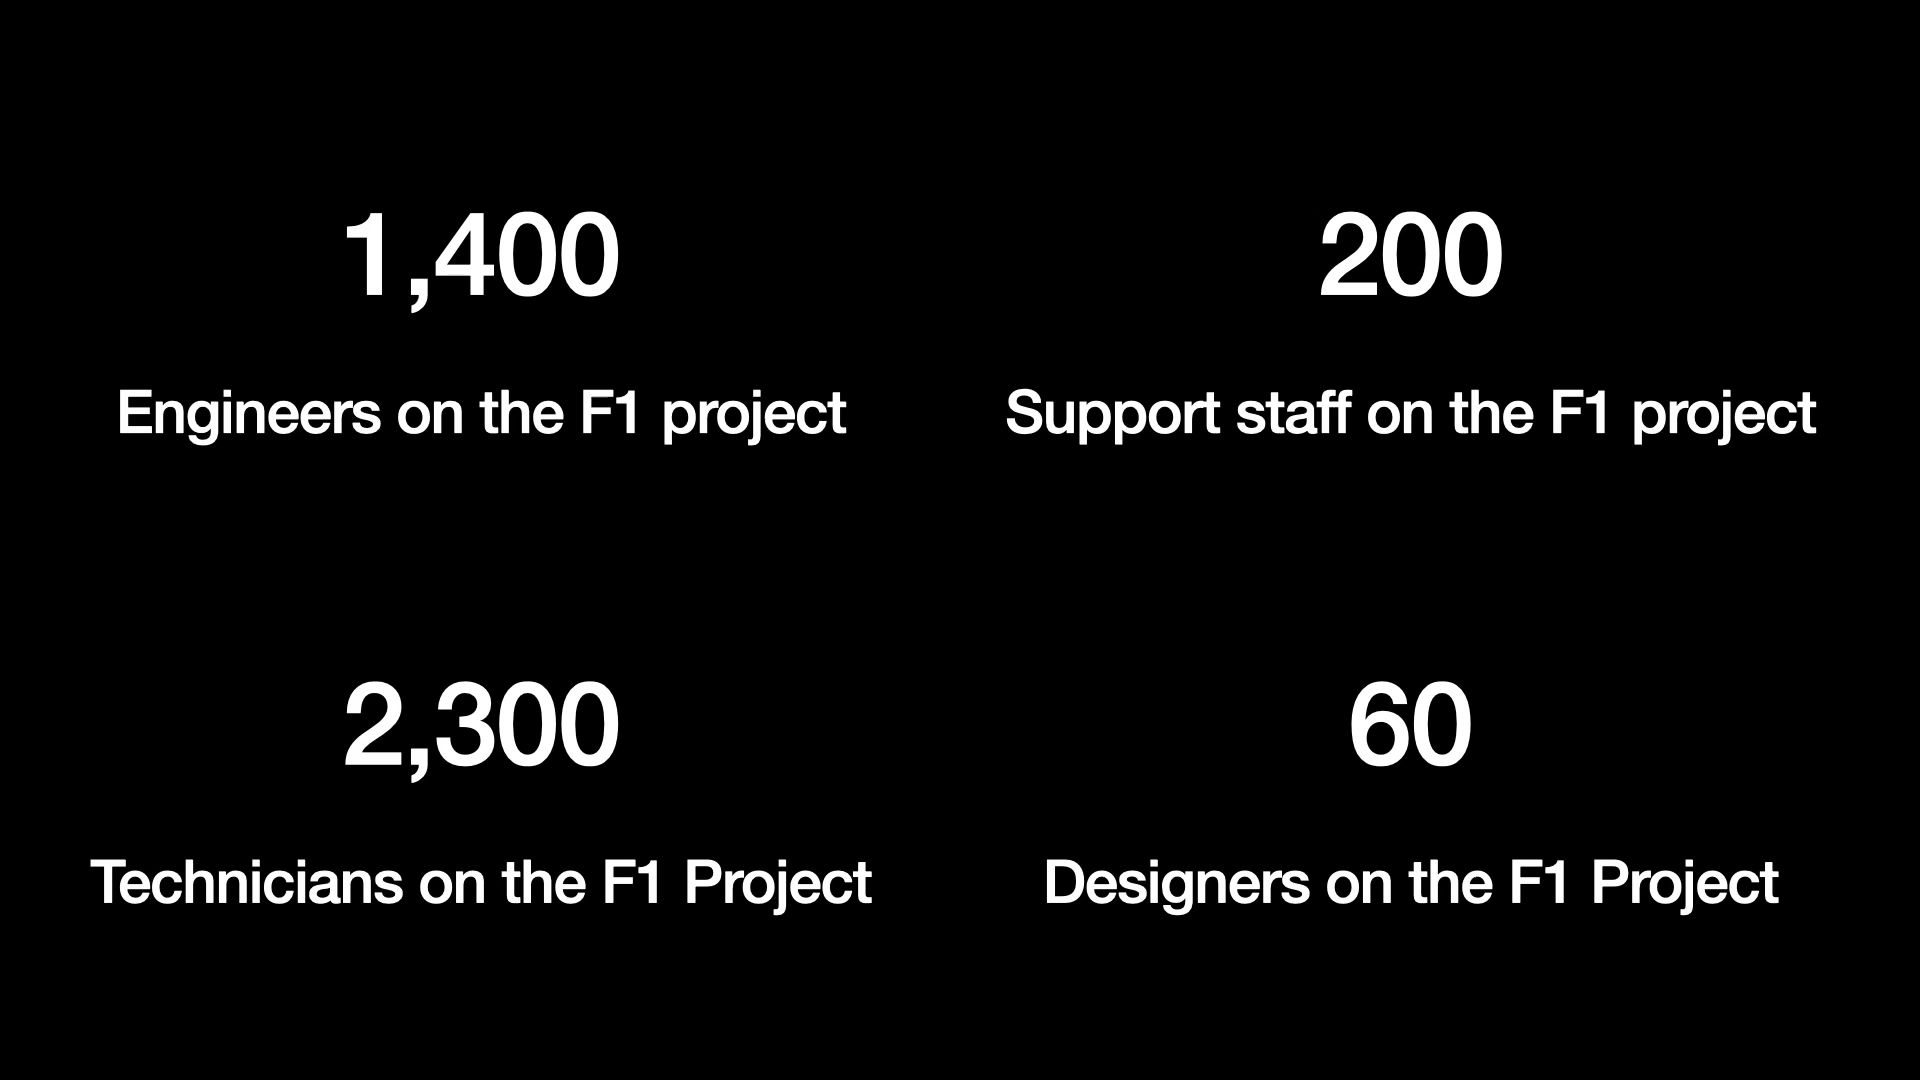 1,400
Engineers on the F1 project
200
Support staff on the F1 project
2,300
Technicians on the F1 Project
60
Designers on the F1 Project